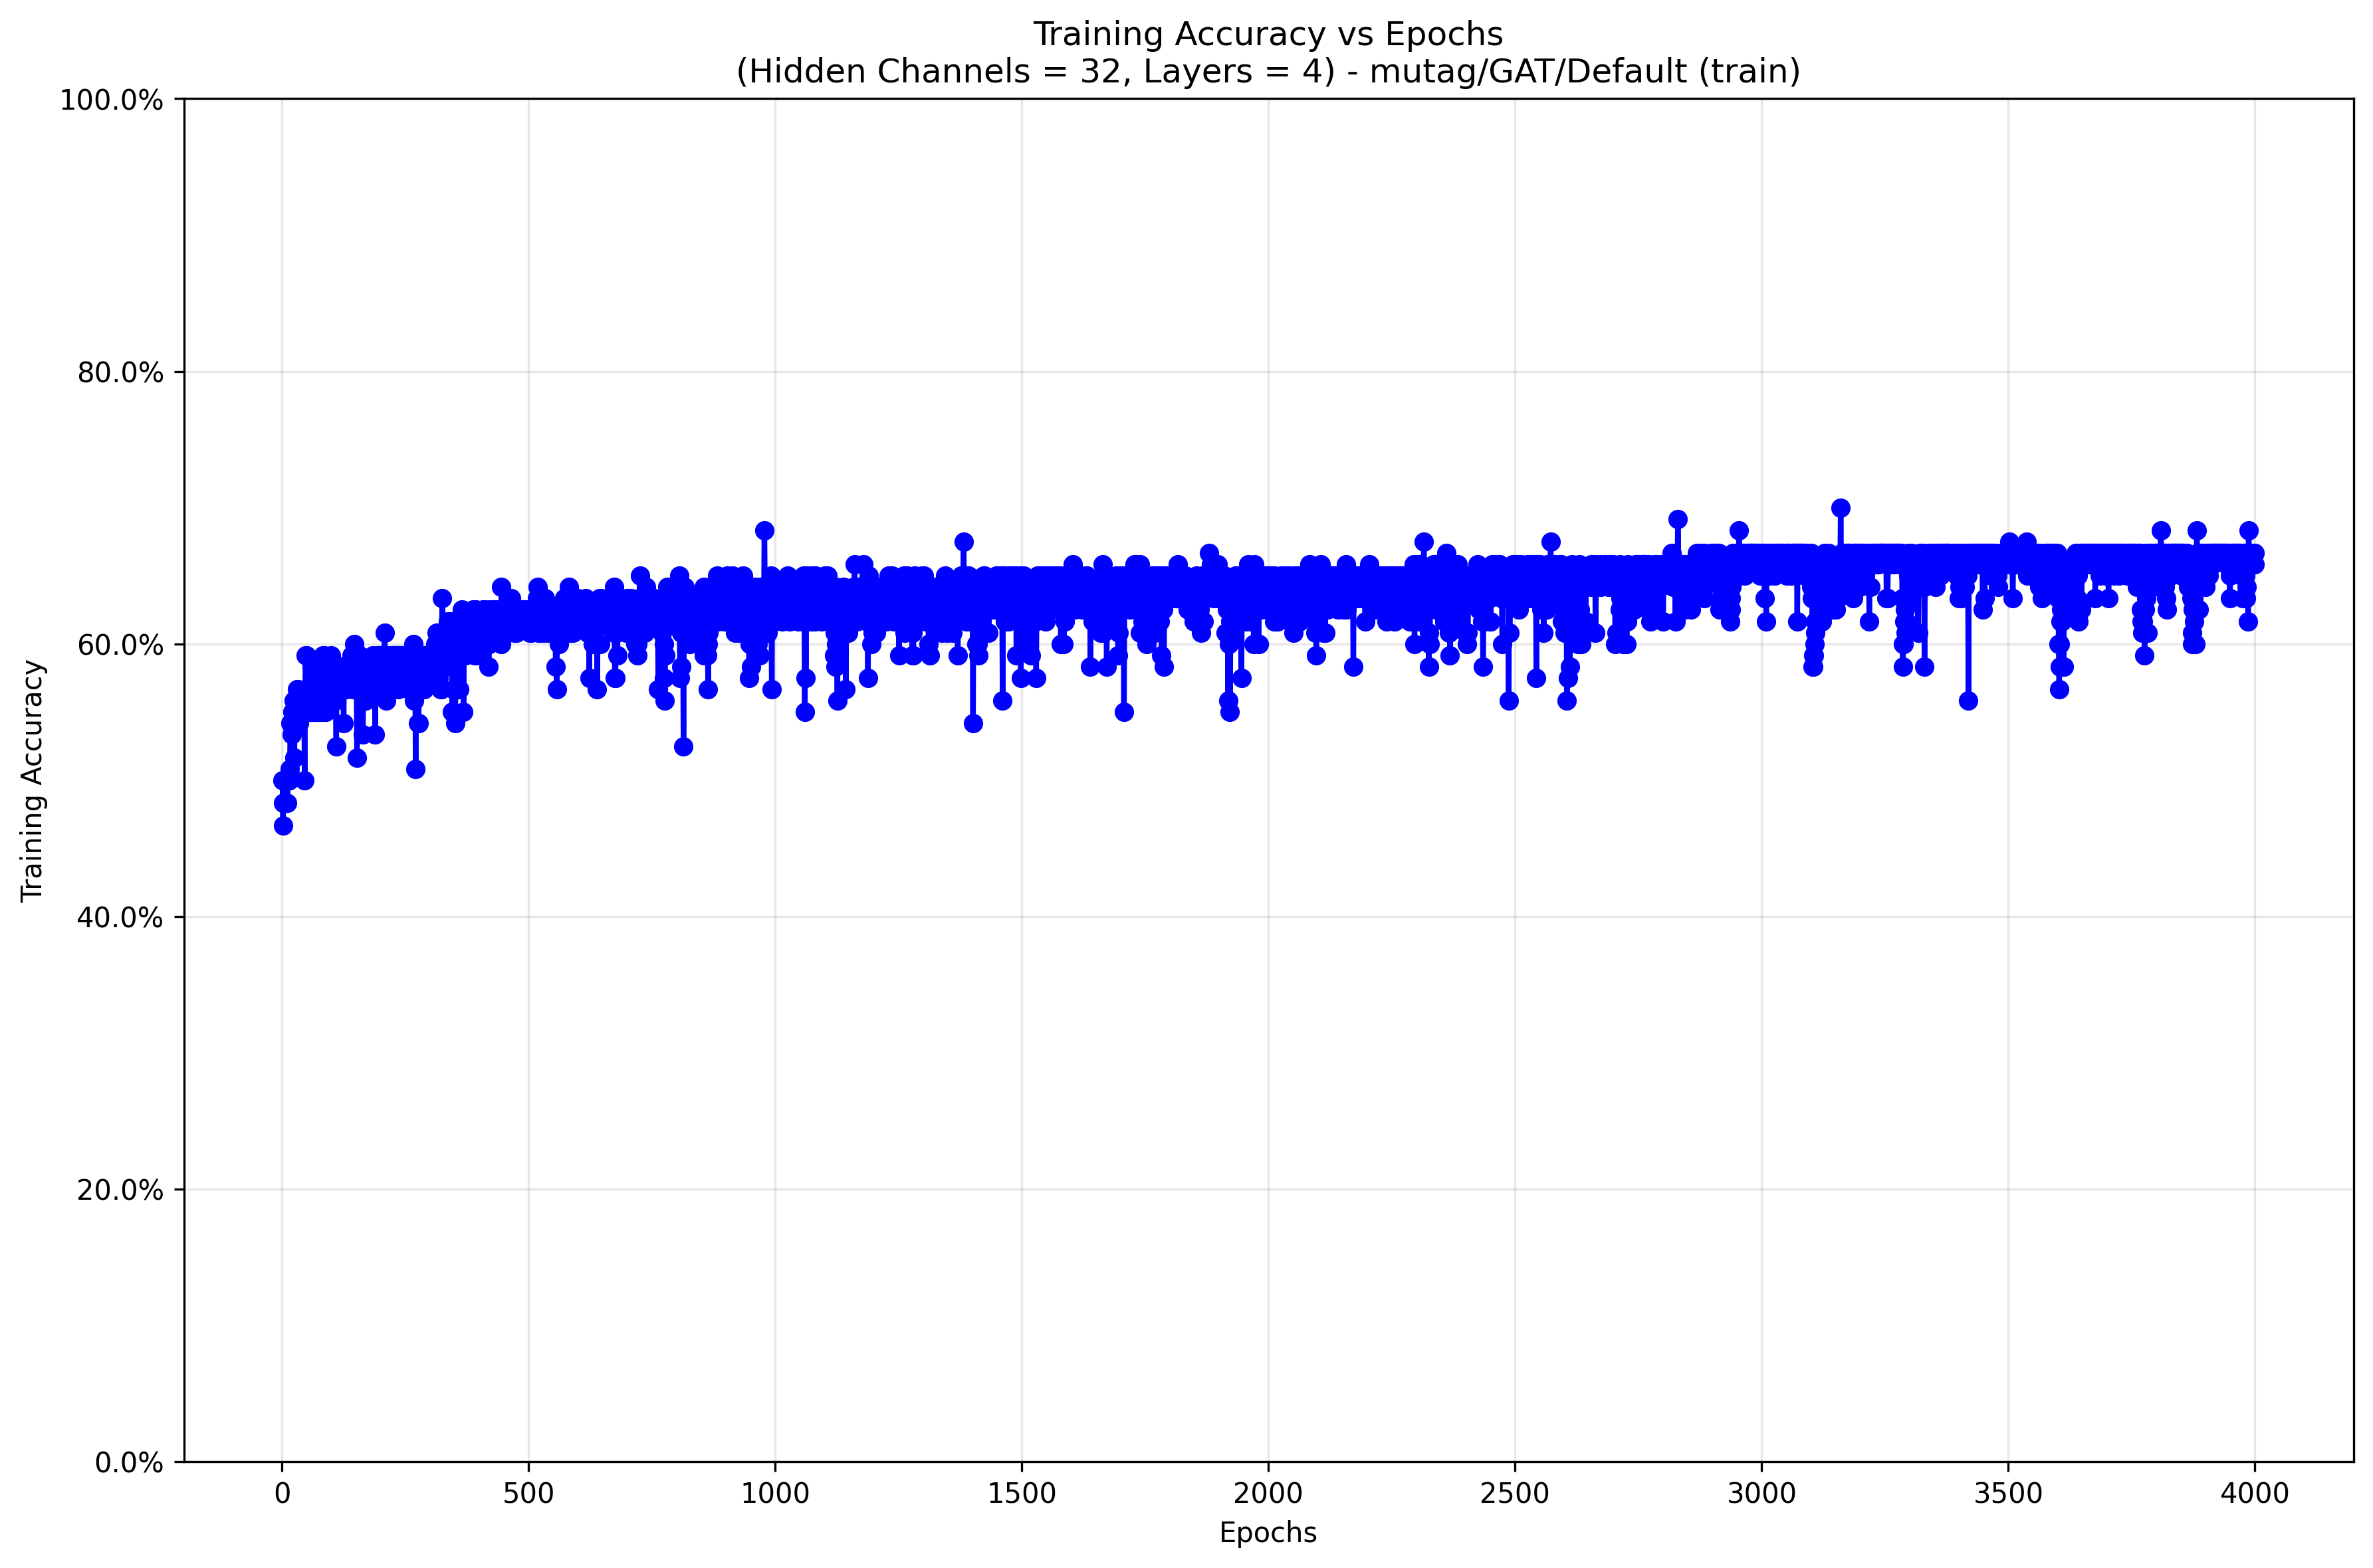 Training Accuracy vs Epochs
(Hidden Channels = 32, Layers = 4) - mutag/GAT/Default (train)
100.0%
80.0%
60.0%
40.0%
20.0%
0.0%
Training Accuracy
0 500 1000 1500 2000 2500 3000 3500 4000
Epochs